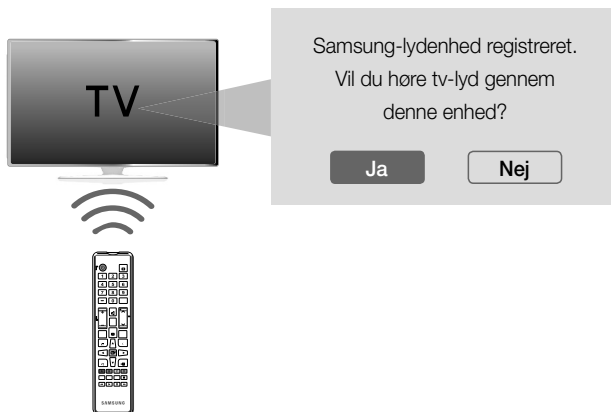 TV
Samsung-lydenhed registreret.
Vil du høre tv-lyd gennem
denne enhed?
Ja
Nej
SAMSUNG